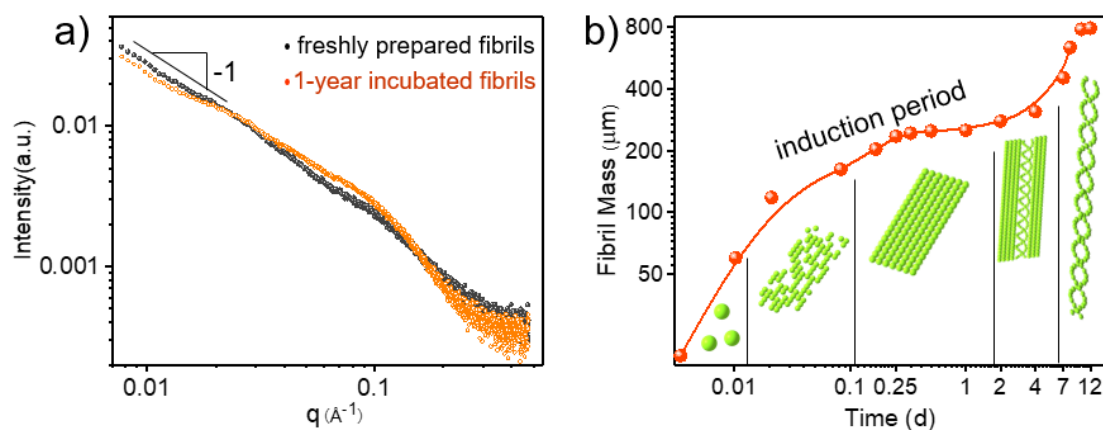 a)
-1
freshly prepared fibrils
1-year incubated fibrils
Intensity(a.u.)
0.01
0.001
0.01
0.1
q (Å⁻¹)
b)
induction period
Fibril Mass (μm)
800
400
200
100
50
0.01
0.1
0.25
1
2
4
7
12
Time (d)